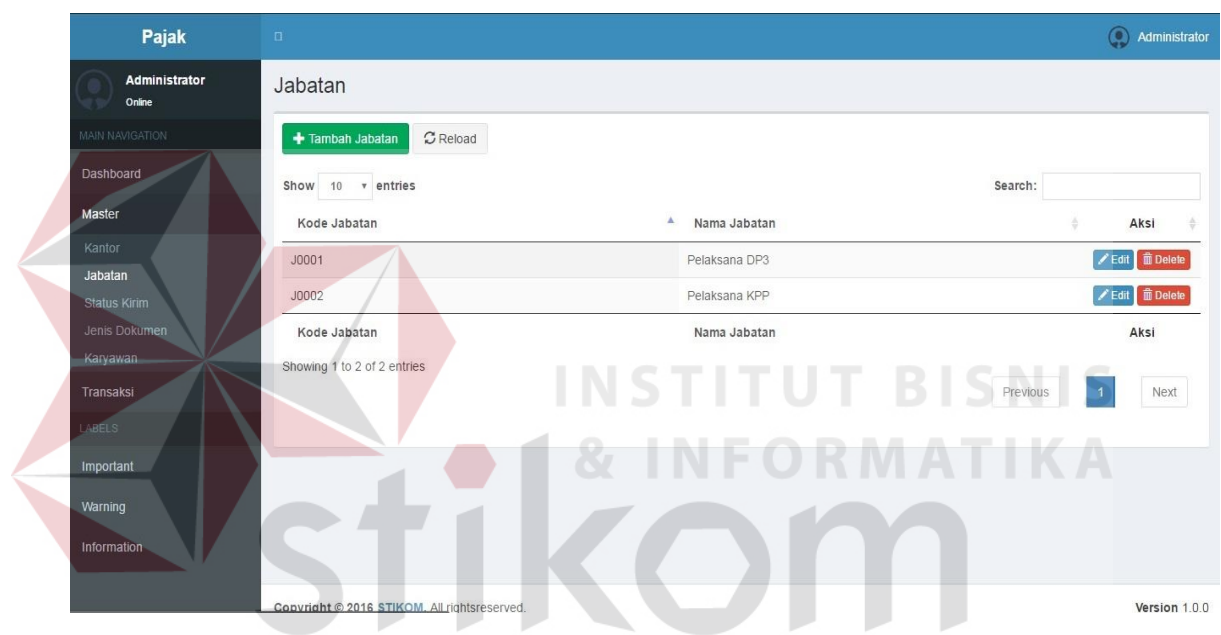 Pajak
Administrator
Administrator
Online
MAIN NAVIGATION
Dashboard
Master
Kantor
Jabatan
Status Kirim
Jenis Dokumen
Karyawan
Transaksi
LABELS
Important
Warning
Information
Jabatan
Tambah Jabatan Reload
Show 10 entries Search:
Kode Jabatan Nama Jabatan Aksi
J0001 Pelaksana DP3 Edit Delete
J0002 Pelaksana KPP Edit Delete
Kode Jabatan Nama Jabatan Aksi
Showing 1 to 2 of 2 entries
Previous 1 Next
INSTITUT BISNIS
& INFORMATIKA
stikom
Copyright © 2016 STIKOM. All rightsreserved. Version 1.0.0